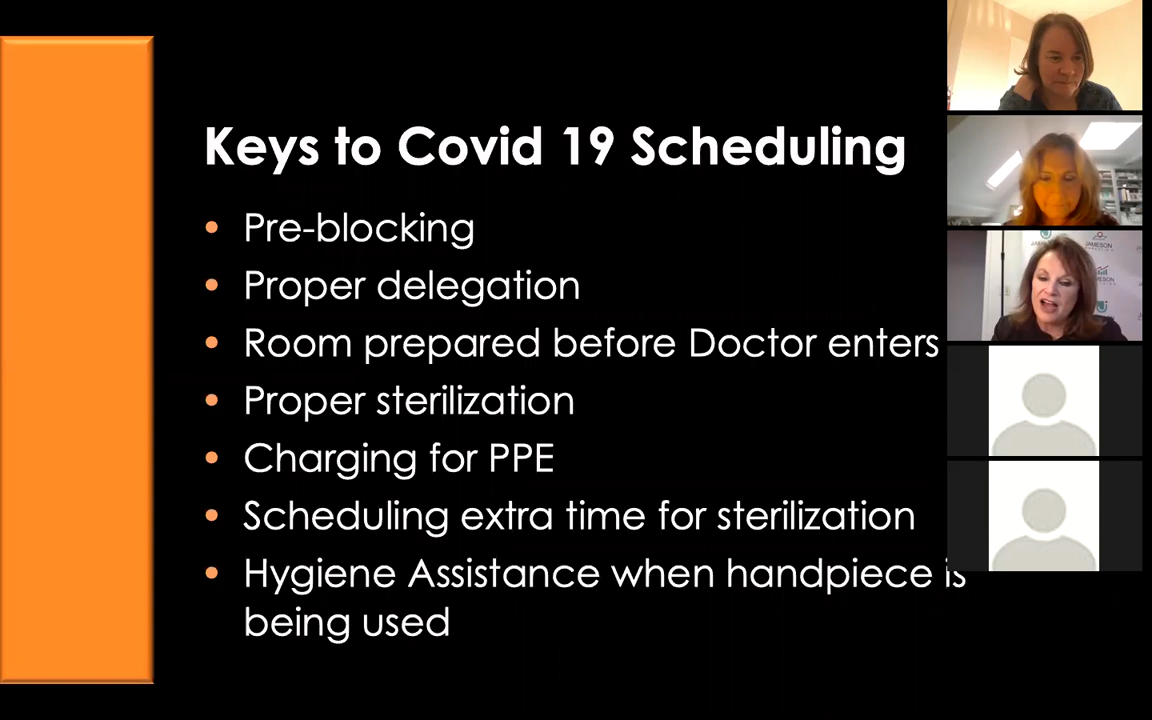 Keys to Covid 19 Scheduling
• Pre-blocking
• Proper delegation
• Room prepared before Doctor enters
• Proper sterilization
• Charging for PPE
• Scheduling extra time for sterilization
• Hygiene Assistance when handpiece is
being used
JAMESON